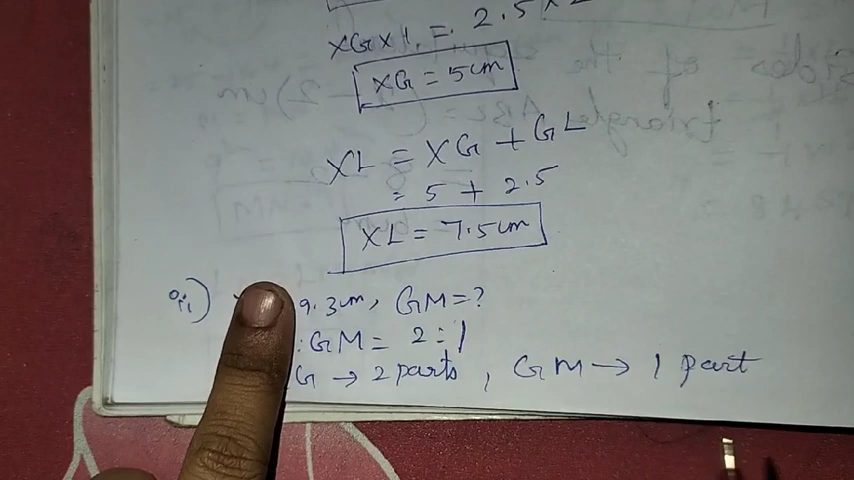 XG×1 = 2.5×2
XG = 5cm
XL = XG + GL
= 5 + 2.5
XL = 7.5cm
ii) 9.3cm, GM=?
:GM = 2:1
G → 2 parts, GM → 1 part